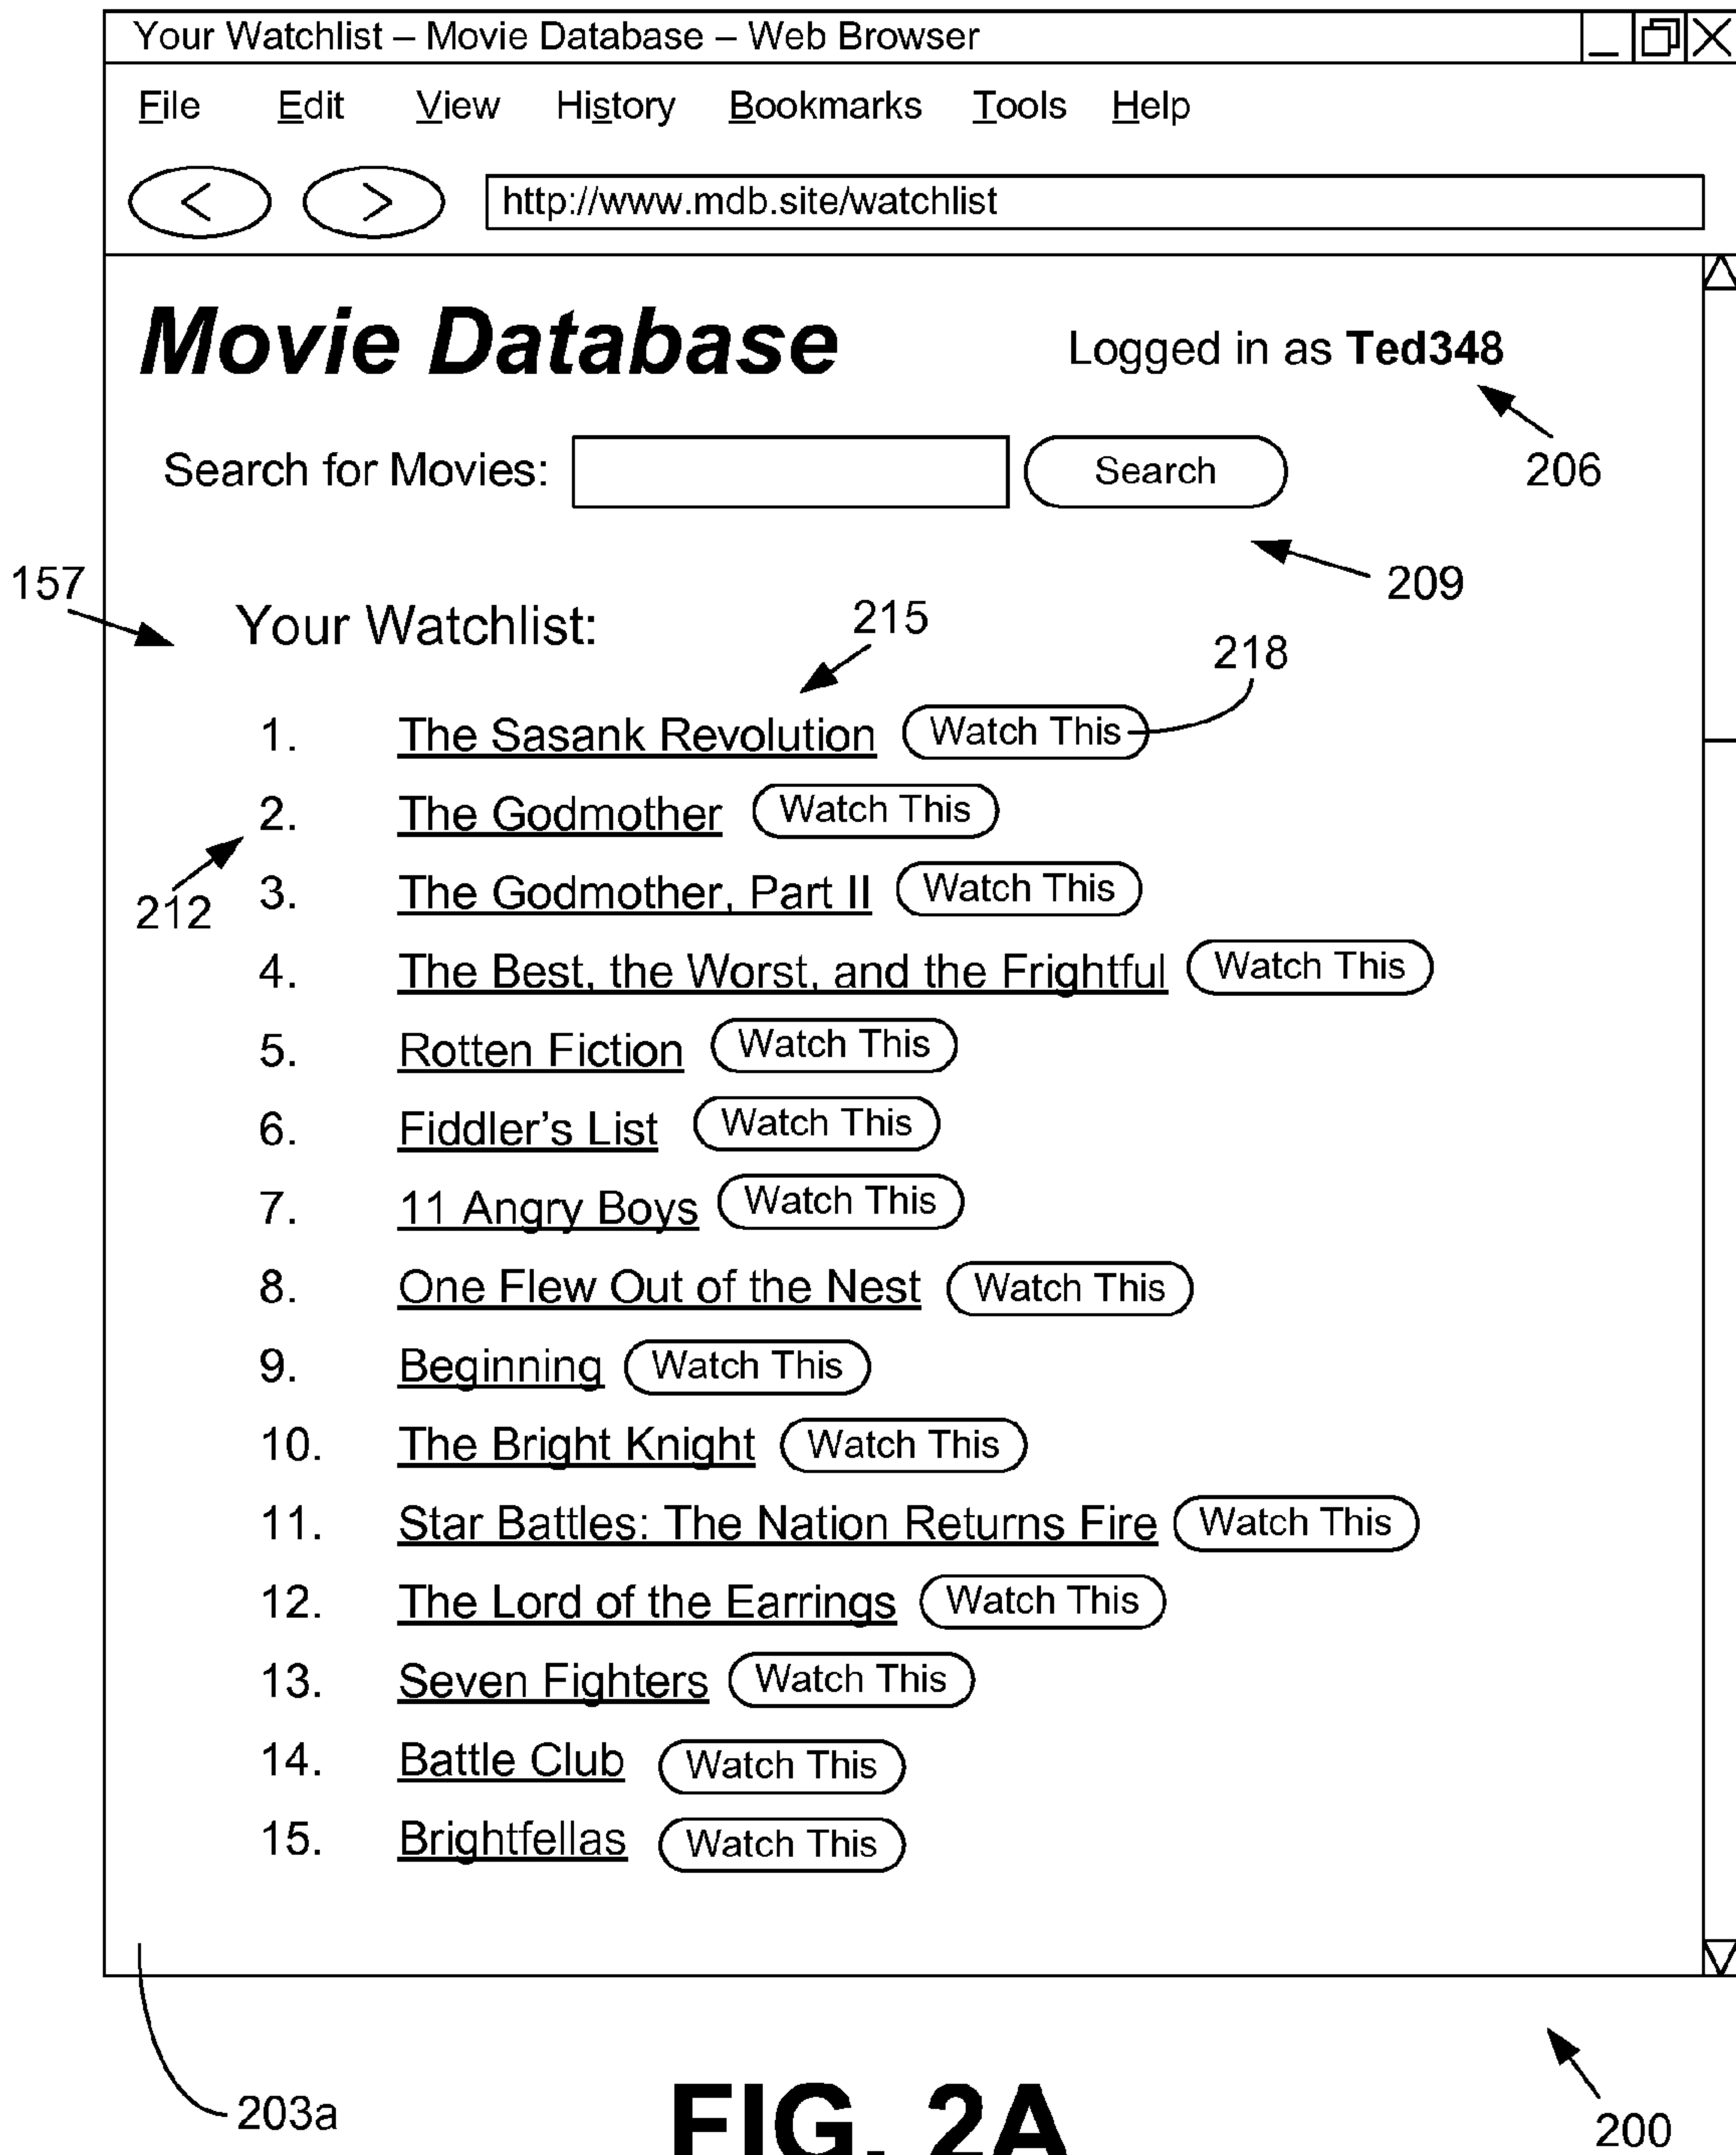 Your Watchlist – Movie Database – Web Browser
File Edit View History Bookmarks Tools Help
< > http://www.mdb.site/watchlist
Movie Database Logged in as Ted348
206
Search for Movies: Search
209
157
Your Watchlist:
215
218
1. The Sasank Revolution Watch This
2. The Godmother Watch This
212
3. The Godmother, Part II Watch This
4. The Best, the Worst, and the Frightful Watch This
5. Rotten Fiction Watch This
6. Fiddler's List Watch This
7. 11 Angry Boys Watch This
8. One Flew Out of the Nest Watch This
9. Beginning Watch This
10. The Bright Knight Watch This
11. Star Battles: The Nation Returns Fire Watch This
12. The Lord of the Earrings Watch This
13. Seven Fighters Watch This
14. Battle Club Watch This
15. Brightfellas Watch This
203a
FIG. 2A
200